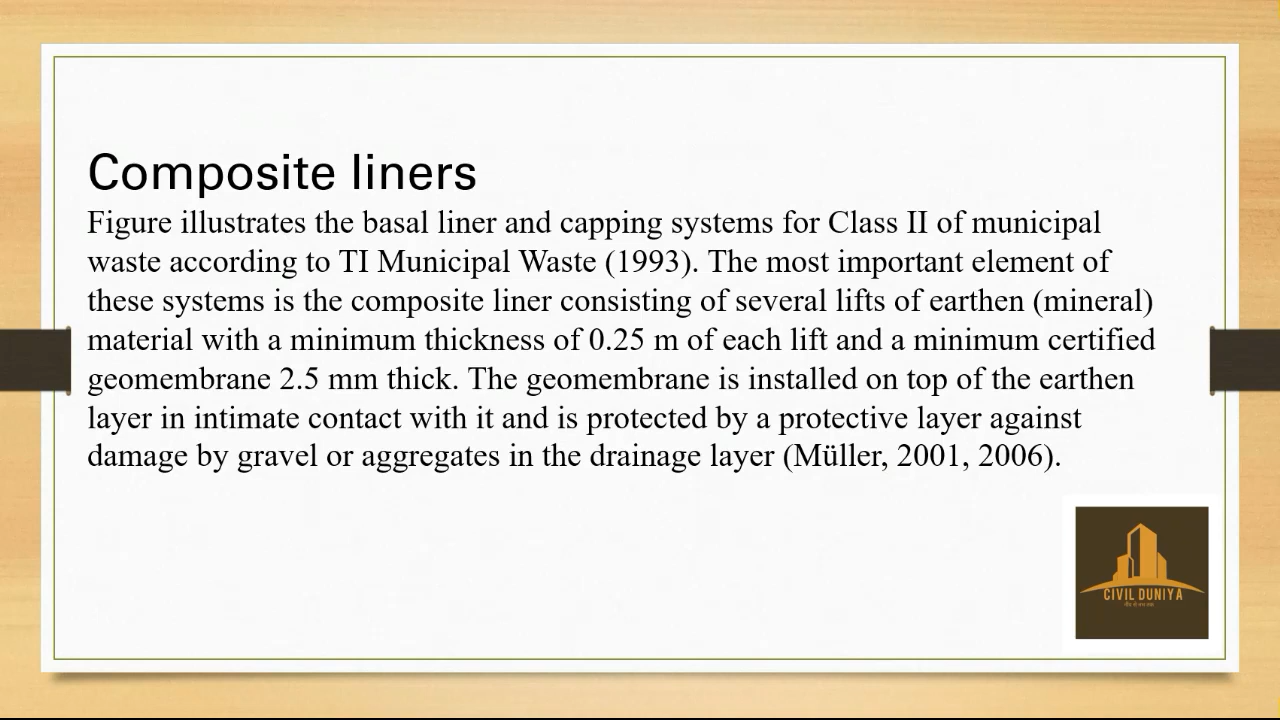 Composite liners
Figure illustrates the basal liner and capping systems for Class II of municipal
waste according to TI Municipal Waste (1993). The most important element of
these systems is the composite liner consisting of several lifts of earthen (mineral)
material with a minimum thickness of 0.25 m of each lift and a minimum certified
geomembrane 2.5 mm thick. The geomembrane is installed on top of the earthen
layer in intimate contact with it and is protected by a protective layer against
damage by gravel or aggregates in the drainage layer (Müller, 2001, 2006).
CIVIL DUNIYA